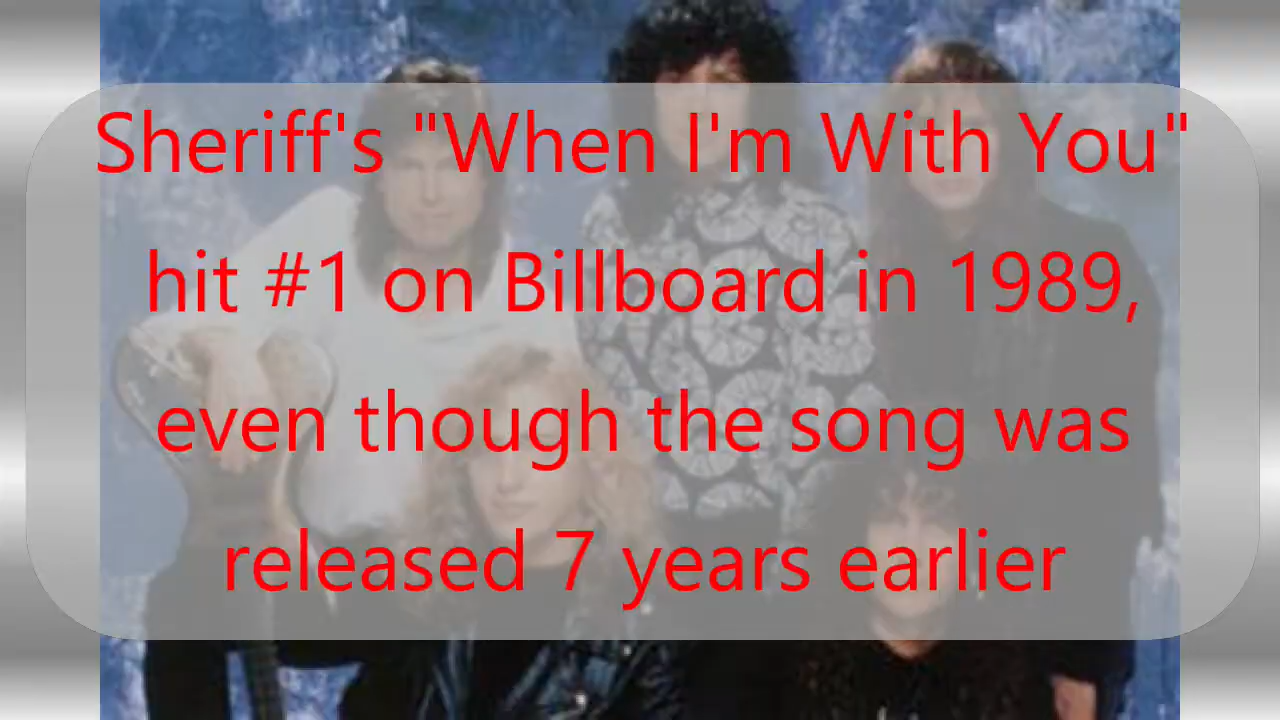 Sheriff's "When I'm With You"
hit #1 on Billboard in 1989,
even though the song was
released 7 years earlier